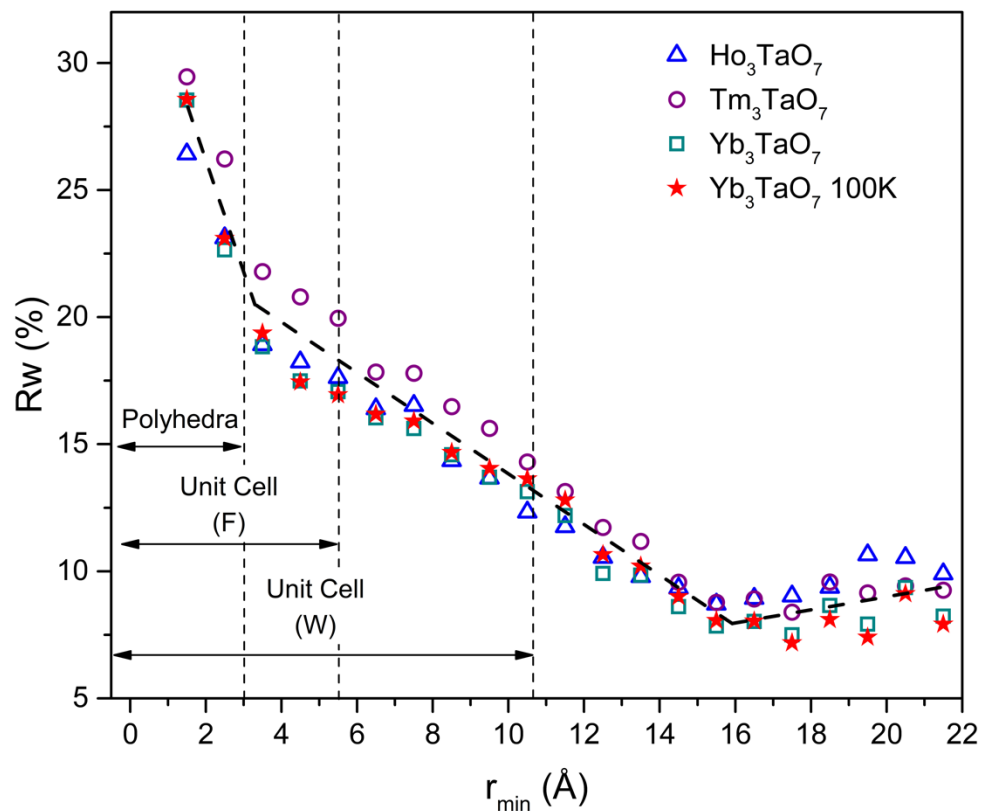 30
25
20
15
10
5
Rw (%)
Ho₃TaO₇
Tm₃TaO₇
Yb₃TaO₇
Yb₃TaO₇ 100K
Polyhedra
Unit Cell
(F)
Unit Cell
(W)
0 2 4 6 8 10 12 14 16 18 20 22
r_min (Å)